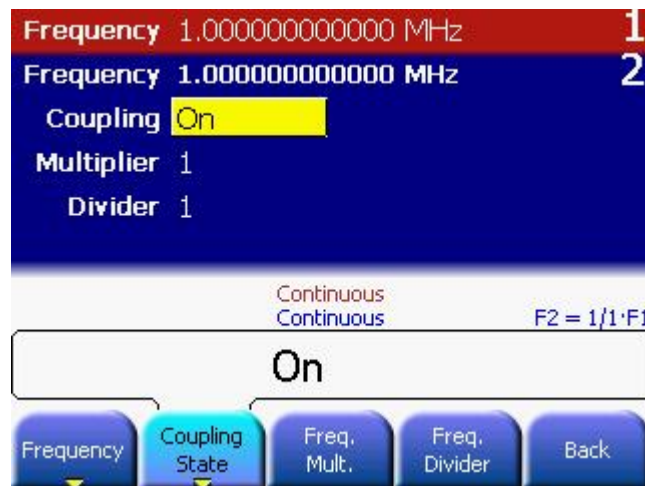 Frequency 1.000000000000 MHz 1
Frequency 1.000000000000 MHz 2
Coupling On
Multiplier 1
Divider 1
Continuous
Continuous F2 = 1/1·F1
On
Frequency
Coupling State
Freq. Mult.
Freq. Divider
Back